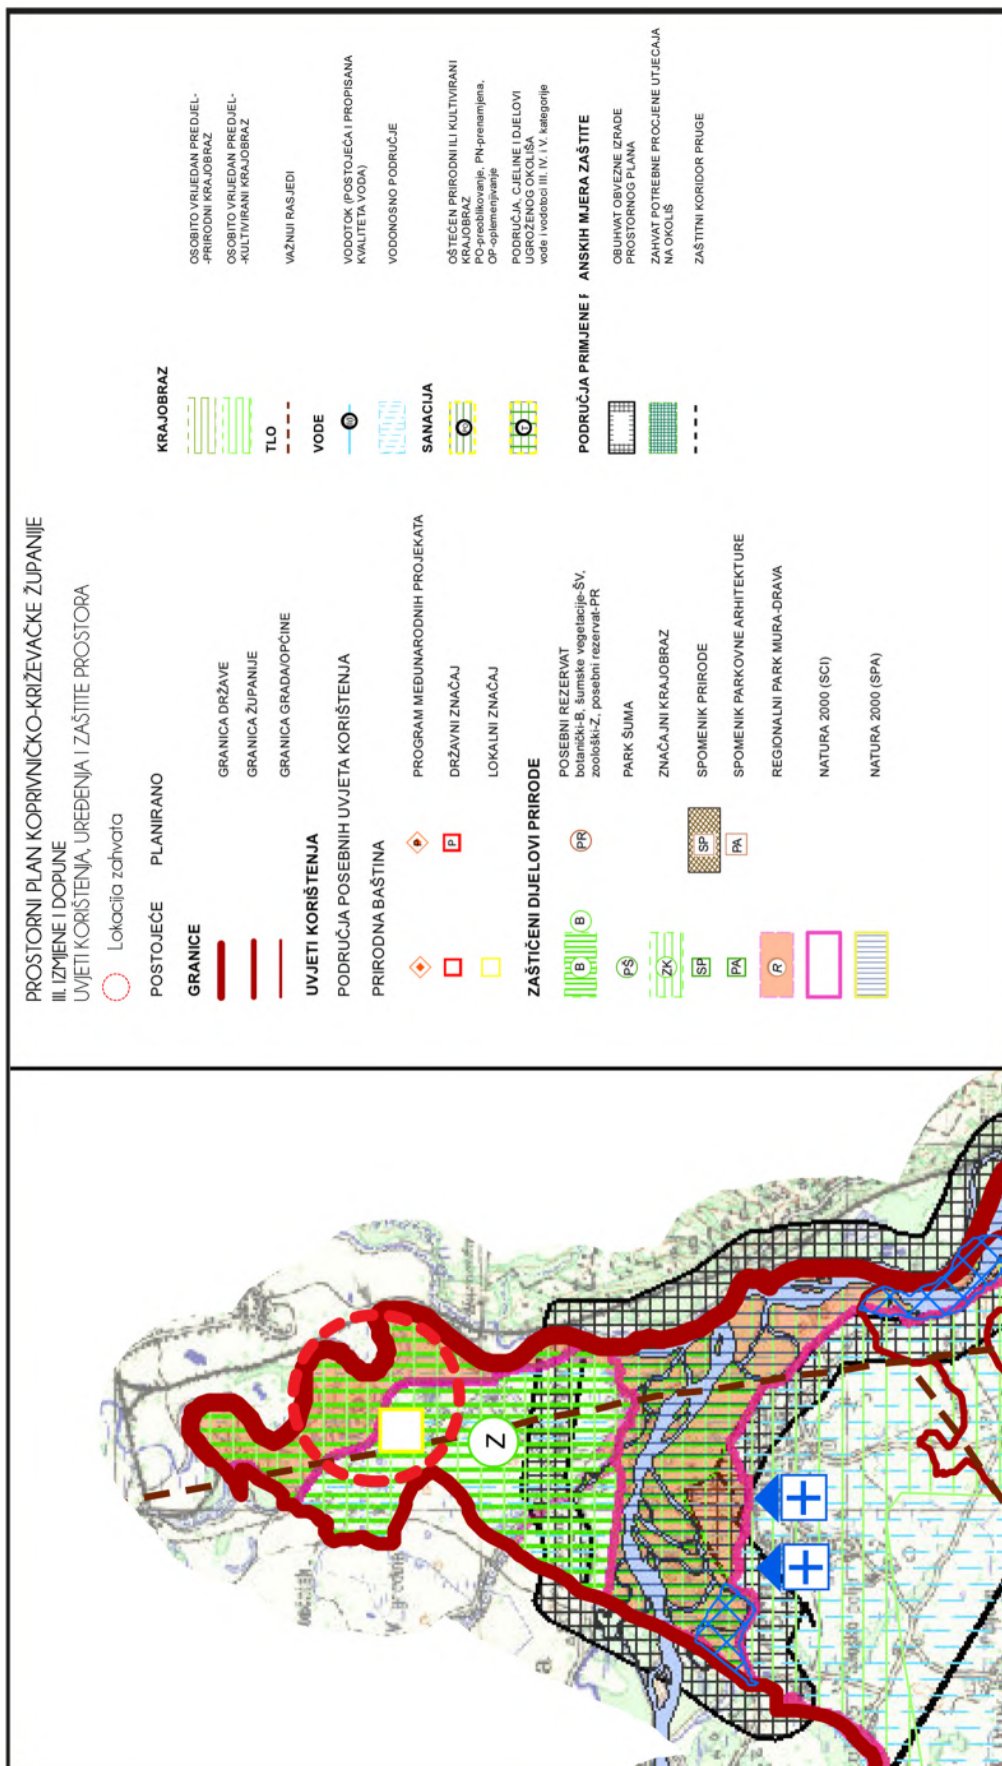 PROSTORNI PLAN KOPRIVNIČKO-KRIŽEVAČKE ŽUPANIJE
III. IZMJENE I DOPUNE
UVJETI KORIŠTENJA, UREĐENJA I ZAŠTITE PROSTORA
Lokacija zahvata
POSTOJEĆE PLANIRANO
GRANICE
GRANICA DRŽAVE
GRANICA ŽUPANIJE
GRANICA GRADA/OPĆINE
UVJETI KORIŠTENJA
PODRUČJA POSEBNIH UVJETA KORIŠTENJA
PRIRODNA BAŠTINA
P PROGRAM MEĐUNARODNIH PROJEKATA
P DRŽAVNI ZNAČAJ
LOKALNI ZNAČAJ
ZAŠTIĆENI DIJELOVI PRIRODE
B B PR POSEBNI REZERVAT
botanički-B, šumske vegetacije-ŠV,
zoološki-Z, posebni rezervat-PR
PŠ PARK ŠUMA
ZK ZNAČAJNI KRAJOBRAZ
SP SP SPOMENIK PRIRODE
PA PA SPOMENIK PARKOVNE ARHITEKTURE
R REGIONALNI PARK MURA-DRAVA
NATURA 2000 (SCI)
NATURA 2000 (SPA)
KRAJOBRAZ
OSOBITO VRIJEDAN PREDJEL-
-PRIRODNI KRAJOBRAZ
OSOBITO VRIJEDAN PREDJEL-
-KULTIVIRANI KRAJOBRAZ
TLO
VAŽNIJI RASJEDI
VODE
VODOTOK (POSTOJEĆA I PROPISANA
KVALITETA VODA)
VODONOSNO PODRUČJE
SANACIJA
OŠTEĆEN PRIRODNI ILI KULTIVIRANI
KRAJOBRAZ
PO-preoblikovanje, PN-prenamjena,
OP-oplemenjivanje
T PODRUČJA, CJELINE I DIJELOVI
UGROŽENOG OKOLIŠA
vode i vodotoci III. IV. i V. kategorije
PODRUČJA PRIMJENE F ANSKIH MJERA ZAŠTITE
OBUHVAT OBVEZNE IZRADE
PROSTORNOG PLANA
ZAHVAT POTREBNE PROCJENE UTJECAJA
NA OKOLIŠ
ZAŠTITNI KORIDOR PRUGE
Z